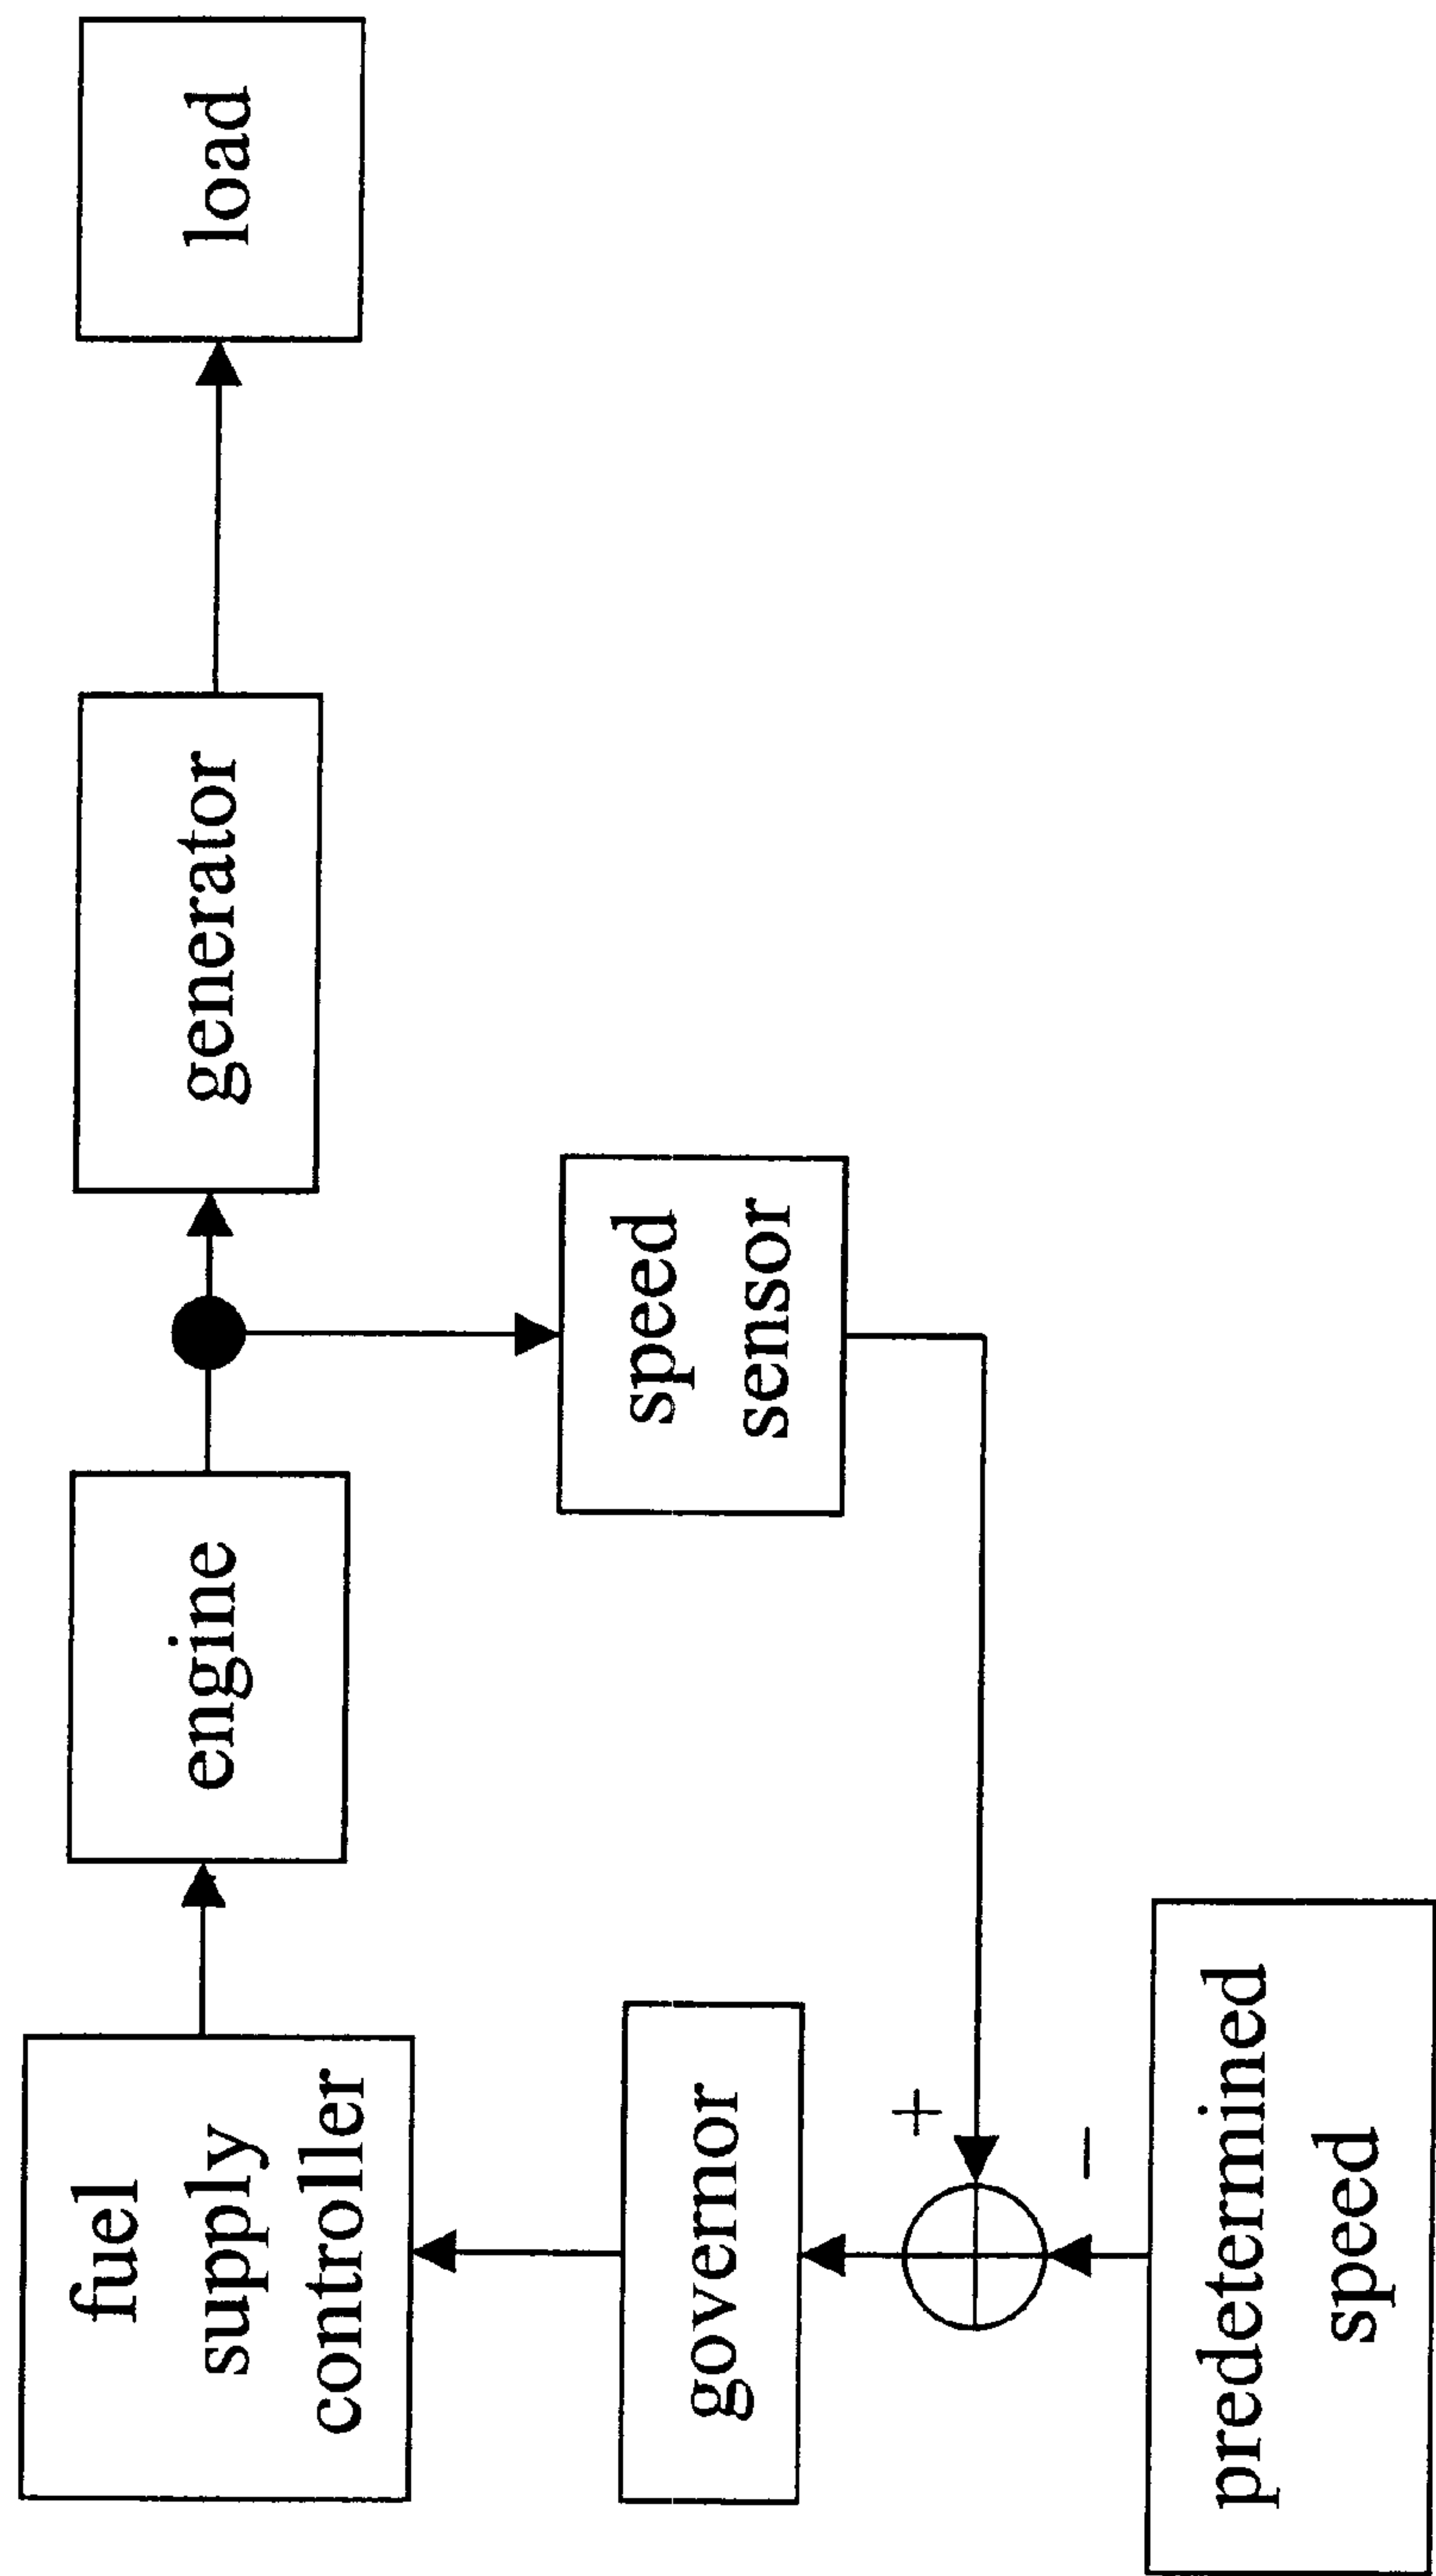 fuel
supply
controller
engine
generator
load
speed
sensor
governor
+
−
predetermined
speed